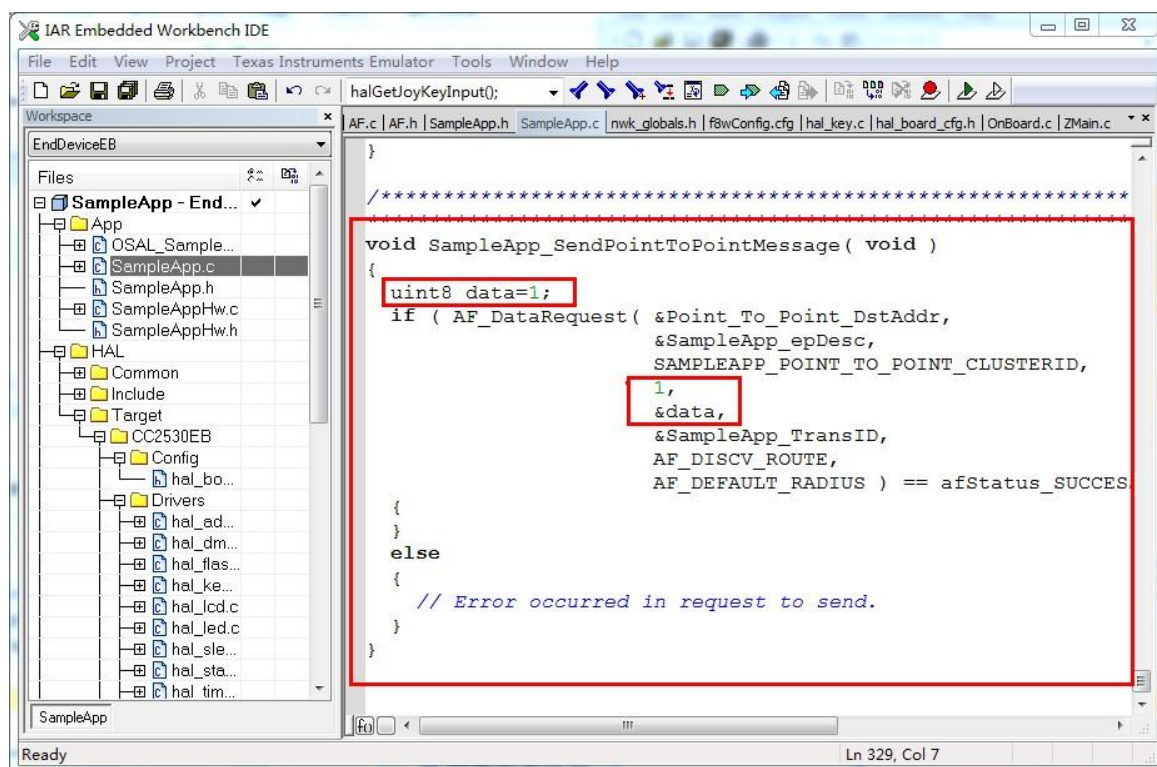 IAR Embedded Workbench IDE
File Edit View Project Texas Instruments Emulator Tools Window Help
halGetJoyKeyInput();
Workspace
AF.c | AF.h | SampleApp.h | SampleApp.c | nwk_globals.h | f8wConfig.cfg | hal_key.c | hal_board_cfg.h | OnBoard.c | ZMain.c
EndDeviceEB
Files
SampleApp - End...
App
OSAL_Sample...
SampleApp.c
SampleApp.h
SampleAppHw.c
SampleAppHw.h
HAL
Common
Include
Target
CC2530EB
Config
hal_bo...
Drivers
hal_ad...
hal_dm...
hal_flas...
hal_ke...
hal_lcd.c
hal_led.c
hal_sle...
hal_sta...
hal_tim...
SampleApp
}
/*************************************************************
*************************************************************
void SampleApp_SendPointToPointMessage( void )
{
uint8 data=1;
if ( AF_DataRequest( &Point_To_Point_DstAddr,
&SampleApp_epDesc,
SAMPLEAPP_POINT_TO_POINT_CLUSTERID,
1,
&data,
&SampleApp_TransID,
AF_DISCV_ROUTE,
AF_DEFAULT_RADIUS ) == afStatus_SUCCES
{
}
else
{
// Error occurred in request to send.
}
}
Ready
Ln 329, Col 7